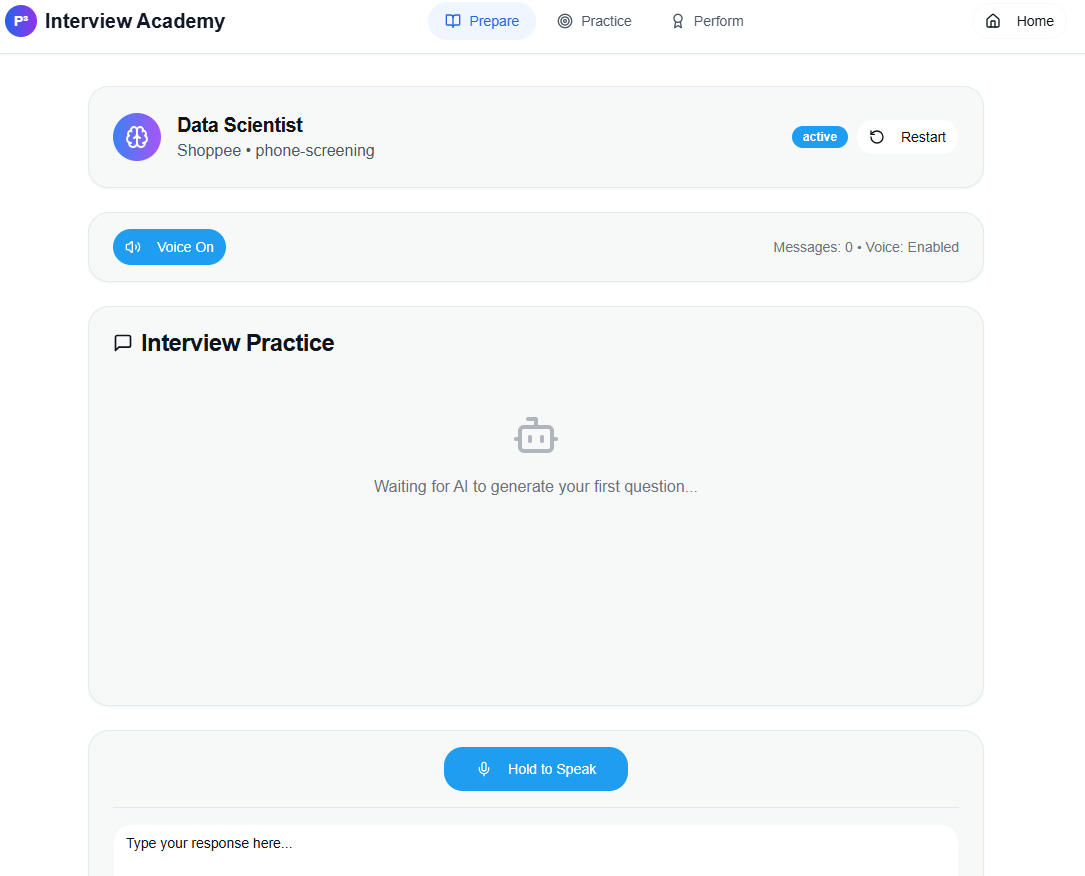 P³ Interview Academy Prepare Practice Perform Home
Data Scientist
Shoppee • phone-screening
active Restart
Voice On Messages: 0 • Voice: Enabled
Interview Practice
Waiting for AI to generate your first question...
Hold to Speak
Type your response here...